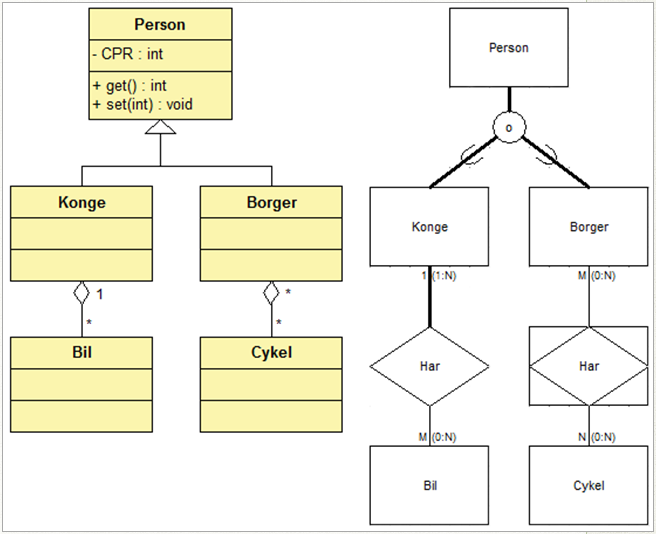 Person
- CPR : int
+ get() : int
+ set(int) : void
Konge
Borger
1
*
*
*
Bil
Cykel
Person
o
Konge
Borger
1 (1:N)
M (0:N)
Har
Har
M (0:N)
N (0:N)
Bil
Cykel